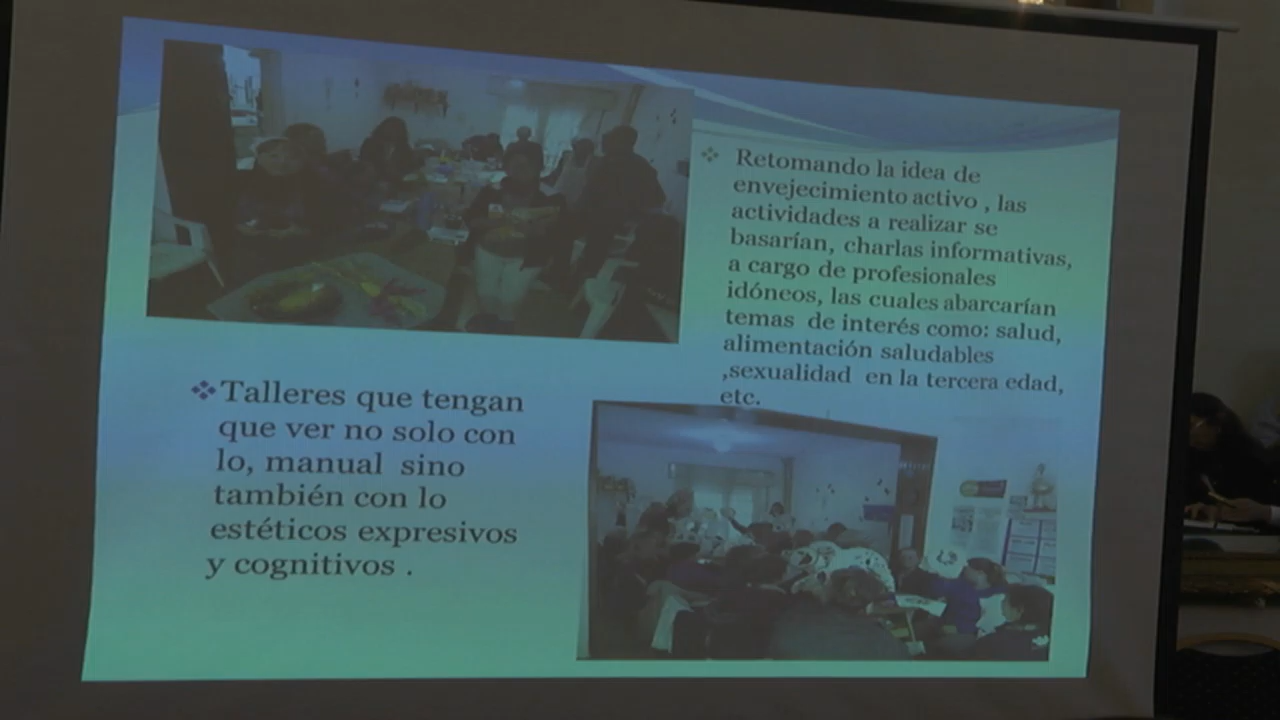 Retomando la idea de
envejecimiento activo , las
actividades a realizar se
basarían, charlas informativas,
a cargo de profesionales
idóneos, las cuales abarcarían
temas de interés como: salud,
alimentación saludables
,sexualidad en la tercera edad,
etc.
Talleres que tengan
que ver no solo con
lo, manual sino
también con lo
estéticos expresivos
y cognitivos .